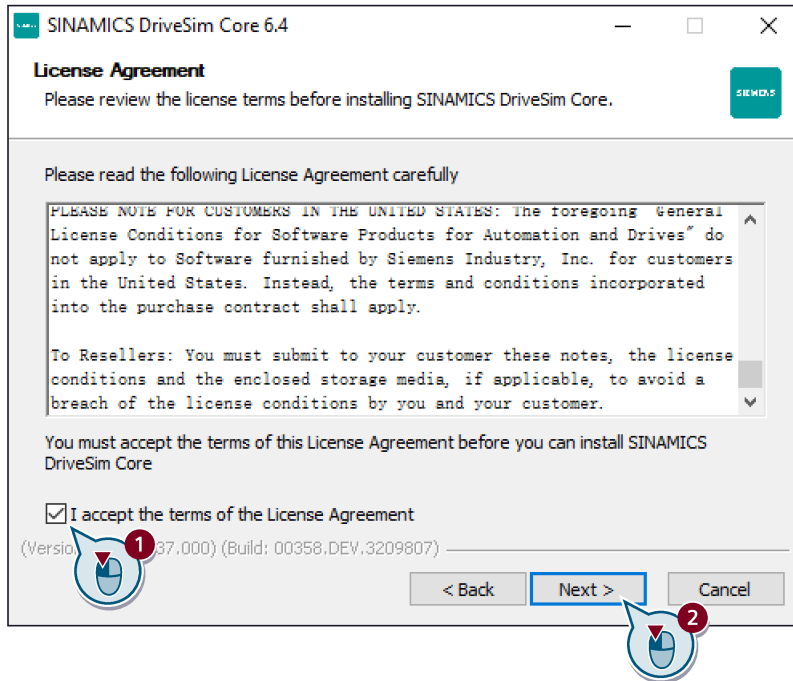 SINAMICS DriveSim Core 6.4
License Agreement
Please review the license terms before installing SINAMICS DriveSim Core.
SIEMENS
Please read the following License Agreement carefully
PLEASE NOTE FOR CUSTOMERS IN THE UNITED STATES: The foregoing "General
License Conditions for Software Products for Automation and Drives" do
not apply to Software furnished by Siemens Industry, Inc. for customers
in the United States. Instead, the terms and conditions incorporated
into the purchase contract shall apply.
To Resellers: You must submit to your customer these notes, the license
conditions and the enclosed storage media, if applicable, to avoid a
breach of the license conditions by you and your customer.
You must accept the terms of this License Agreement before you can install SINAMICS
DriveSim Core
I accept the terms of the License Agreement
1
37.000) (Build: 00358.DEV.3209807)
< Back Next > Cancel
2